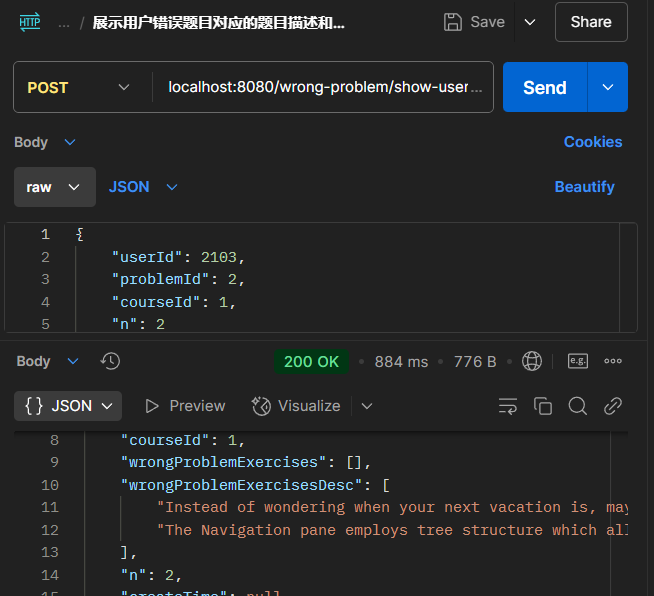 HTTP ... / 展示用户错误题目对应的题目描述和... Save Share
POST localhost:8080/wrong-problem/show-user... Send
Body Cookies
raw JSON Beautify
1 {
2 "userId": 2103,
3 "problemId": 2,
4 "courseId": 1,
5 "n": 2
Body 200 OK • 884 ms • 776 B • e.g. ...
{} JSON Preview Visualize
8 "courseId": 1,
9 "wrongProblemExercises": [],
10 "wrongProblemExercisesDesc": [
11 "Instead of wondering when your next vacation is, may
12 "The Navigation pane employs tree structure which all
13 ],
14 "n": 2,
15 "createTime": null